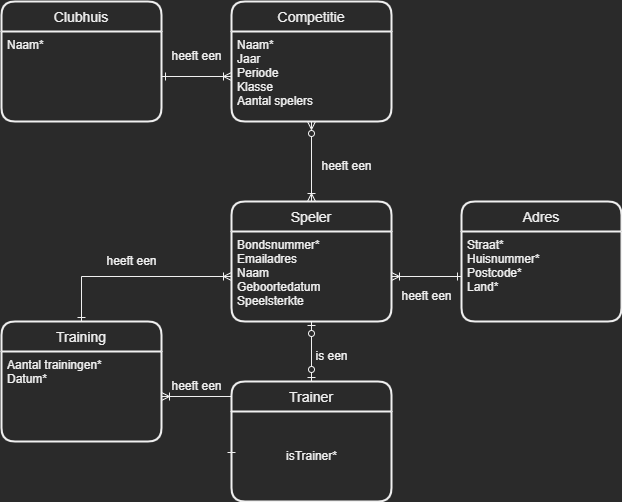 Clubhuis
Naam*
heeft een
Competitie
Naam*
Jaar
Periode
Klasse
Aantal spelers
heeft een
Speler
Bondsnummer*
Emailadres
Naam
Geboortedatum
Speelsterkte
Adres
Straat*
Huisnummer*
Postcode*
Land*
heeft een
heeft een
Training
Aantal trainingen*
Datum*
is een
heeft een
Trainer
isTrainer*